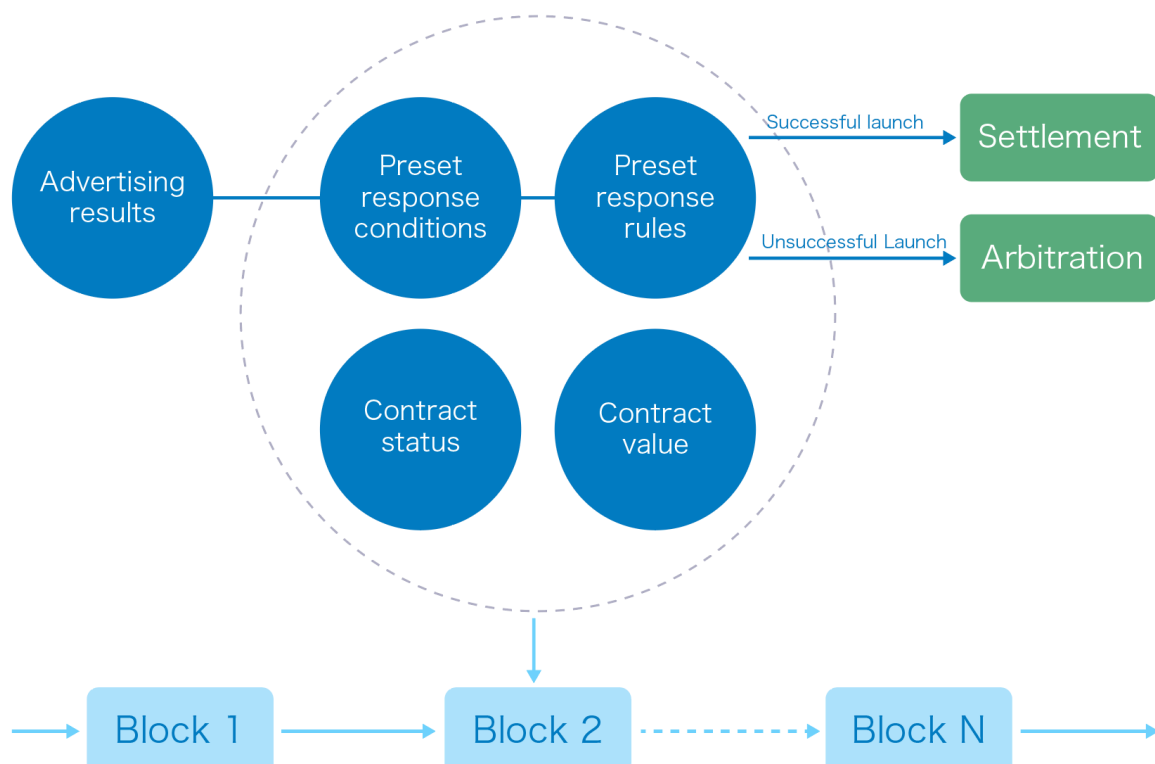 Advertising
results
Preset
response
conditions
Preset
response
rules
Successful launch
Settlement
Unsuccessful Launch
Arbitration
Contract
status
Contract
value
Block 1
Block 2
Block N